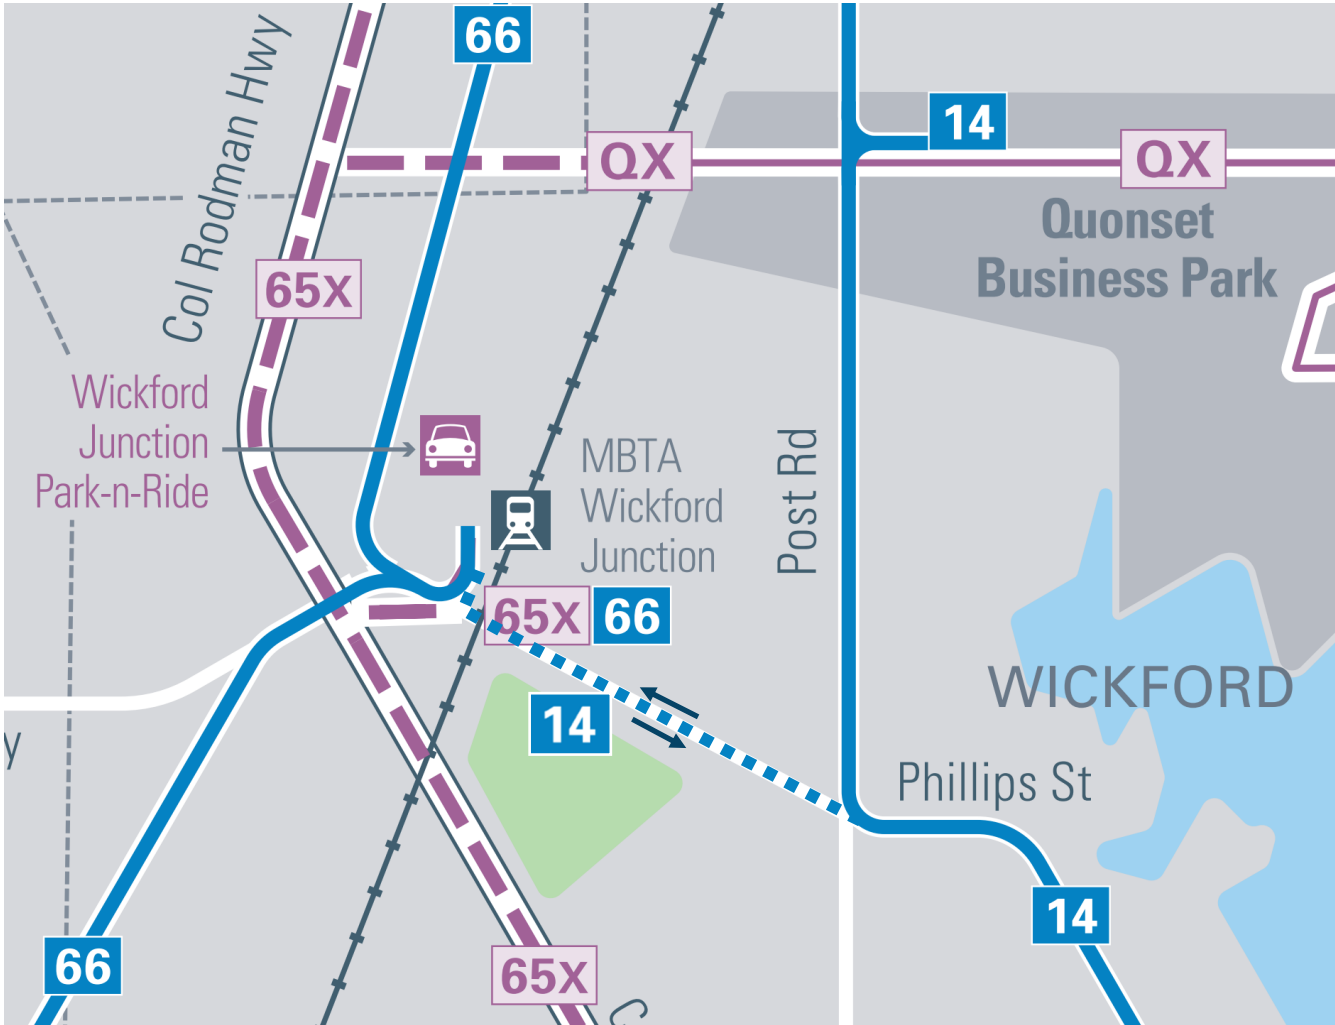 66
Col Rodman Hwy
14
QX
QX
Quonset
Business Park
65X
Wickford
Junction
Park-n-Ride
MBTA
Wickford
Junction
Post Rd
65X
66
WICKFORD
14
y
Phillips St
14
66
65X
C